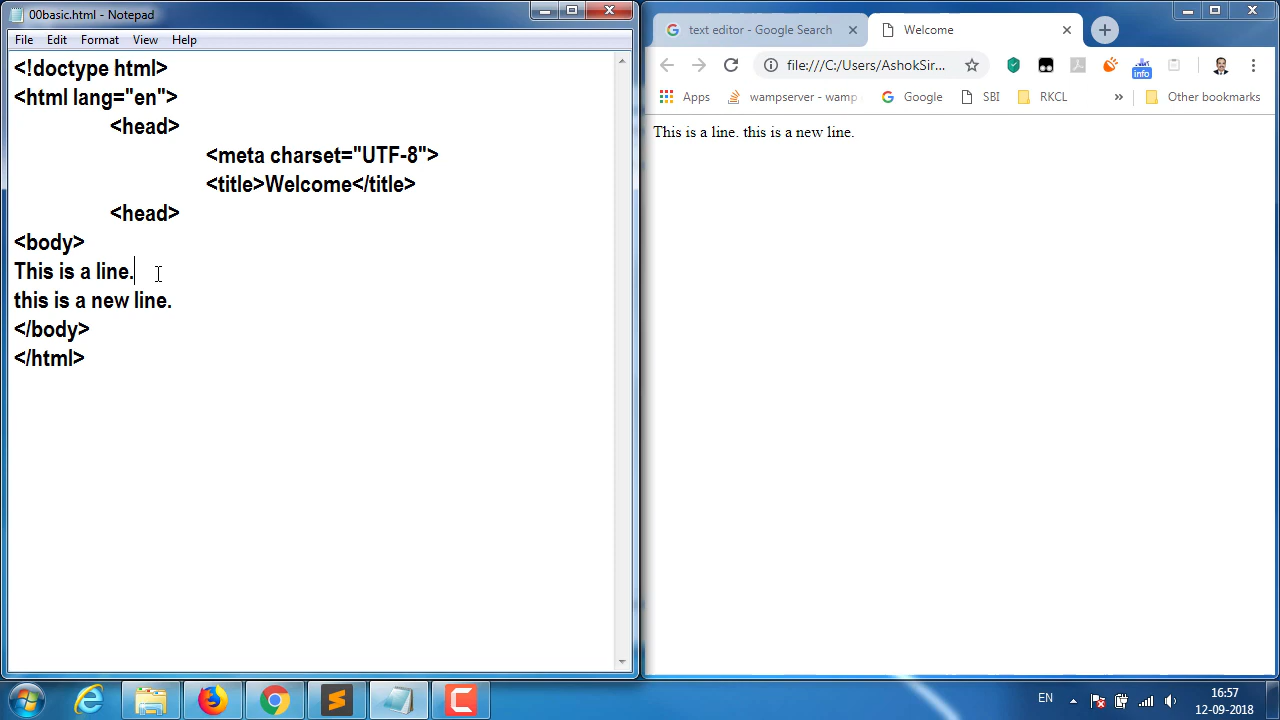 00basic.html - Notepad
File Edit Format View Help
<!doctype html>
<html lang="en">
<head>
<meta charset="UTF-8">
<title>Welcome</title>
<head>
<body>
This is a line.
this is a new line.
</body>
</html>
text editor - Google Search
Welcome
file:///C:/Users/AshokSir...
info
Apps
wampserver - wamp
Google
SBI
RKCL
»
Other bookmarks
This is a line. this is a new line.
EN
16:57
12-09-2018